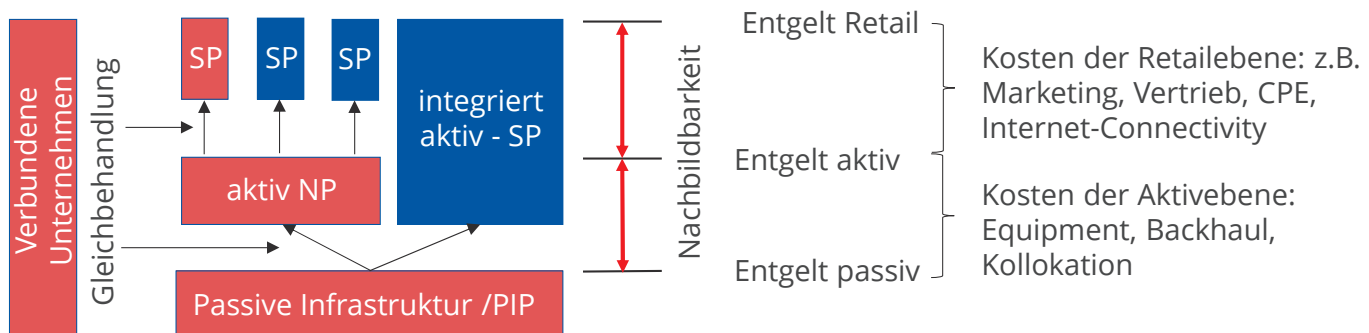 Verbundene
Unternehmen
Gleichbehandlung
SP
SP
SP
integriert
aktiv - SP
aktiv NP
Passive Infrastruktur /PIP
Nachbildbarkeit
Entgelt Retail
Entgelt aktiv
Entgelt passiv
Kosten der Retailebene: z.B.
Marketing, Vertrieb, CPE,
Internet-Connectivity
Kosten der Aktivebene:
Equipment, Backhaul,
Kollokation